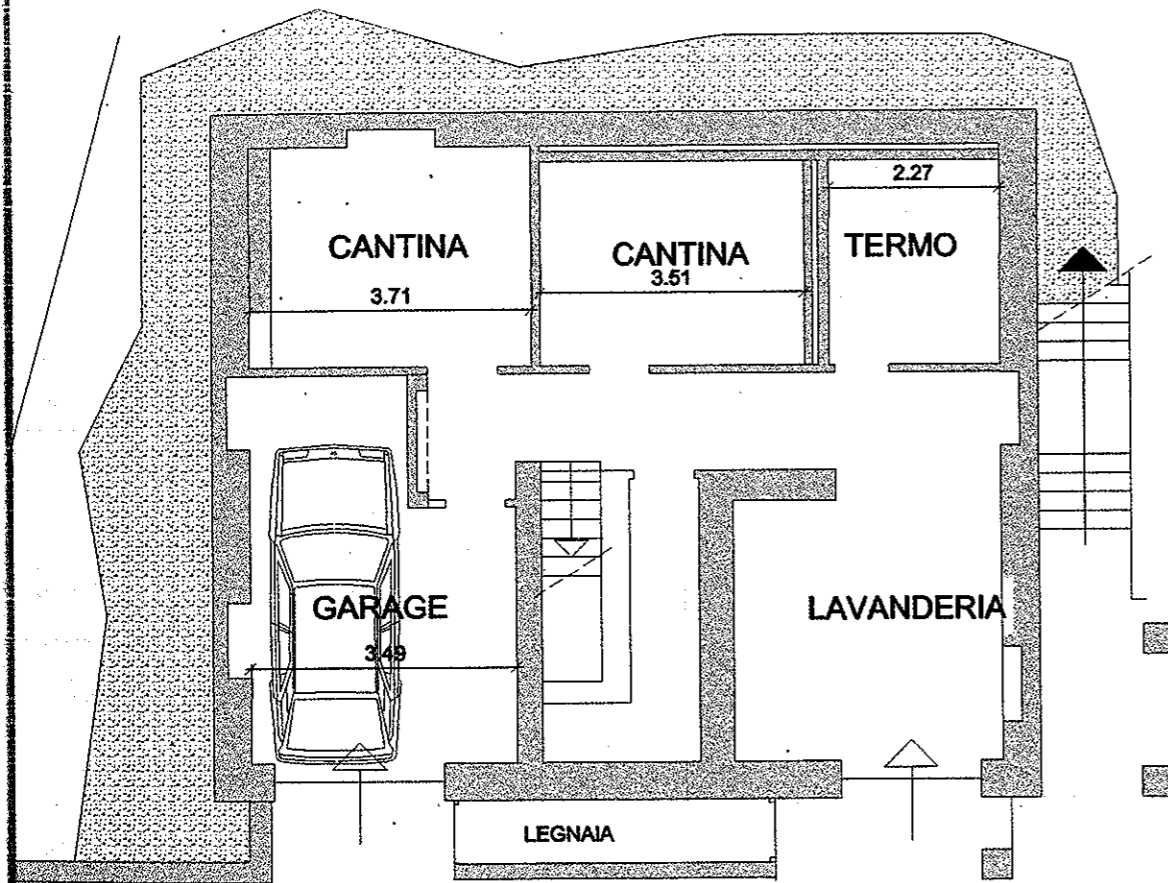 2.27
CANTINA
CANTINA
TERMO
3.71
3.51
GARAGE
LAVANDERIA
3.49
LEGNAIA